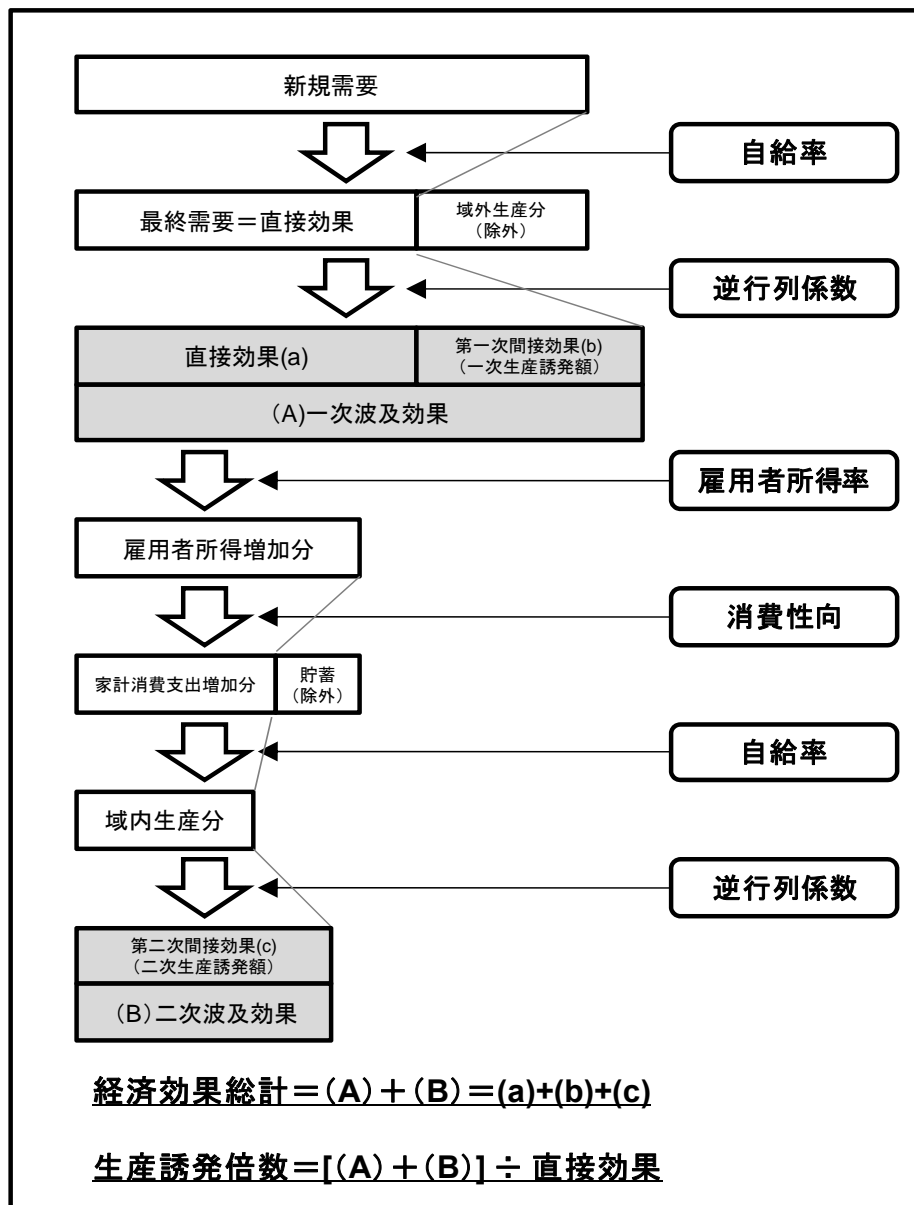 新規需要
自給率
最終需要＝直接効果
域外生産分
（除外）
逆行列係数
直接効果(a)
第一次間接効果(b)
（一次生産誘発額）
（A)一次波及効果
雇用者所得率
雇用者所得増加分
消費性向
家計消費支出増加分
貯蓄
（除外）
自給率
域内生産分
逆行列係数
第二次間接効果(c)
（二次生産誘発額）
（B）二次波及効果
経済効果総計＝（A）＋（B）＝(a)+(b)+(c)
生産誘発倍数＝[（A）＋（B）] ÷ 直接効果